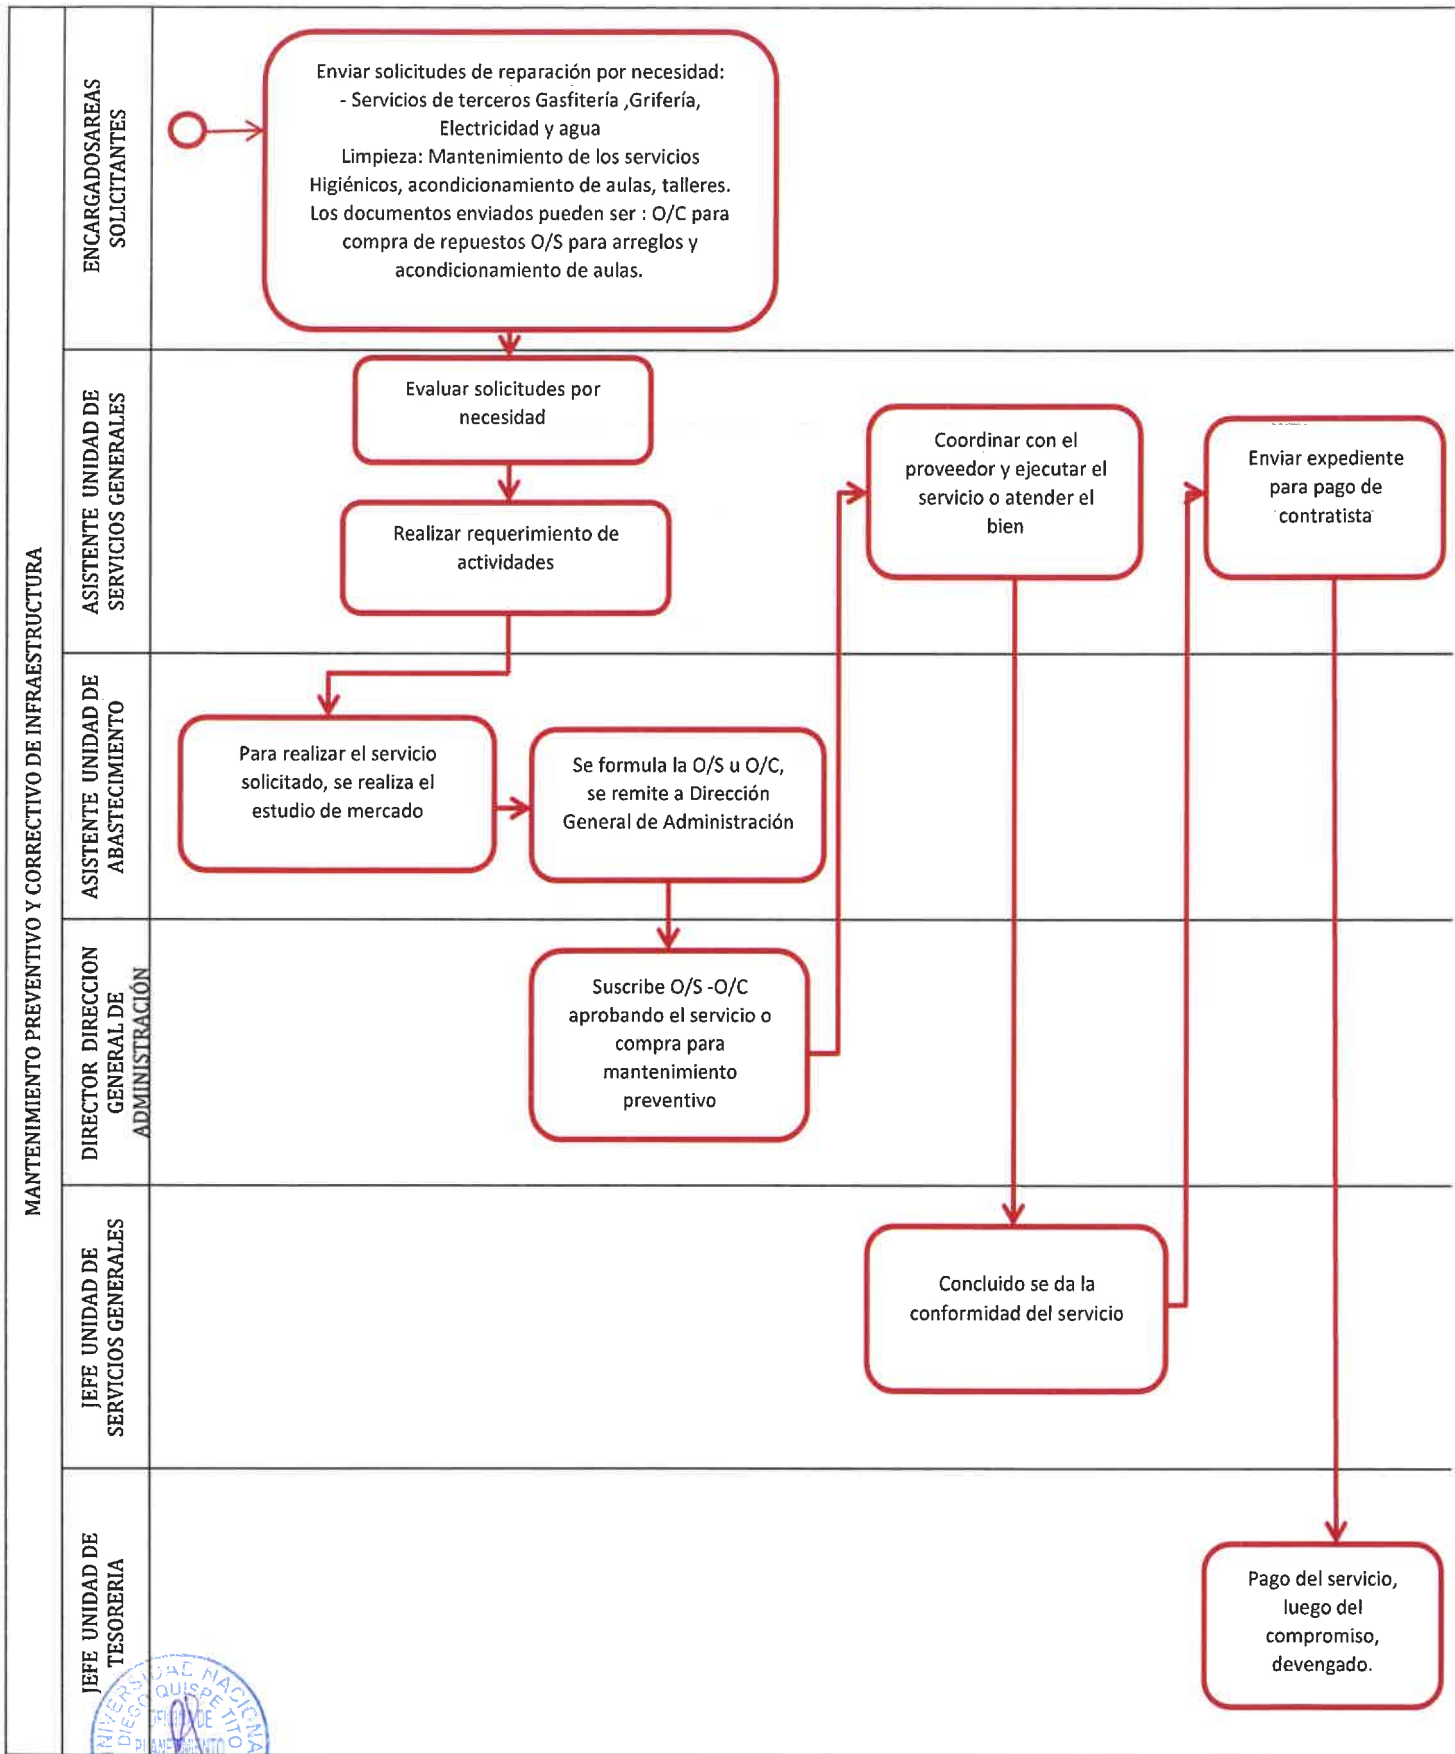 MANTENIMIENTO PREVENTIVO Y CORRECTIVO DE INFRAESTRUCTURA
ENCARGADOSAREAS
SOLICITANTES
Enviar solicitudes de reparación por necesidad:
- Servicios de terceros Gasfitería ,Grifería,
Electricidad y agua
Limpieza: Mantenimiento de los servicios
Higiénicos, acondicionamiento de aulas, talleres.
Los documentos enviados pueden ser : O/C para
compra de repuestos O/S para arreglos y
acondicionamiento de aulas.
ASISTENTE UNIDAD DE
SERVICIOS GENERALES
Evaluar solicitudes por
necesidad
Realizar requerimiento de
actividades
Coordinar con el
proveedor y ejecutar el
servicio o atender el
bien
Enviar expediente
para pago de
contratista
ASISTENTE UNIDAD DE
ABASTECIMIENTO
Para realizar el servicio
solicitado, se realiza el
estudio de mercado
Se formula la O/S u O/C,
se remite a Dirección
General de Administración
DIRECTOR DIRECCION
GENERAL DE
ADMINISTRACIÓN
Suscribe O/S -O/C
aprobando el servicio o
compra para
mantenimiento
preventivo
JEFE UNIDAD DE
SERVICIOS GENERALES
Concluido se da la
conformidad del servicio
JEFE UNIDAD DE
TESORERIA
Pago del servicio,
luego del
compromiso,
devengado.
DIEGO QUISPE TITO